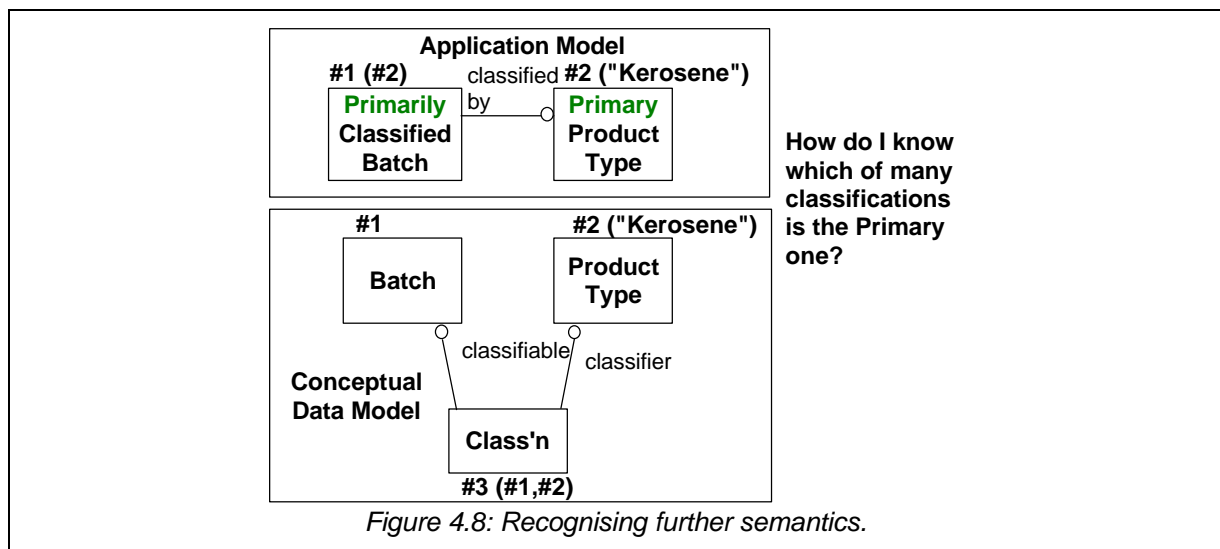 Application Model
#1 (#2)
classified
by
#2 ("Kerosene")
Primarily
Classified
Batch
Primary
Product
Type
How do I know
which of many
classifications
is the Primary
one?
#1
#2 ("Kerosene")
Batch
Product
Type
classifiable
classifier
Conceptual
Data Model
Class'n
#3 (#1,#2)
Figure 4.8: Recognising further semantics.